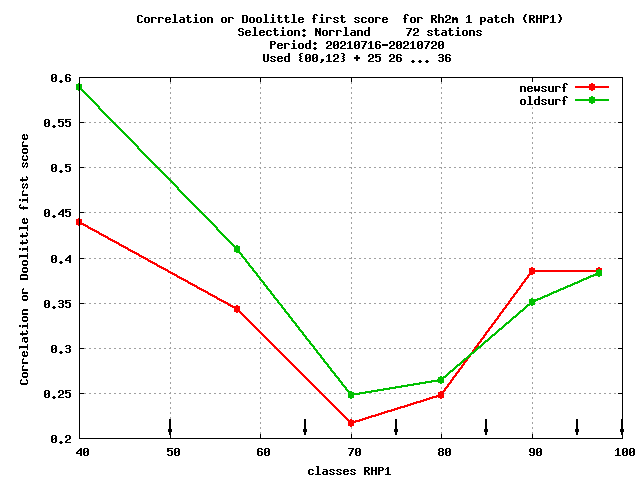 Correlation or Doolittle first score  for Rh2m 1 patch (RHP1)
Selection: Norrland     72 stations
Period: 20210716-20210720
Used {00,12} + 25 26 ... 36
newsurf
oldsurf
0.6
0.55
0.5
0.45
0.4
0.35
0.3
0.25
0.2
Correlation or Doolittle first score
40 50 60 70 80 90 100
classes RHP1